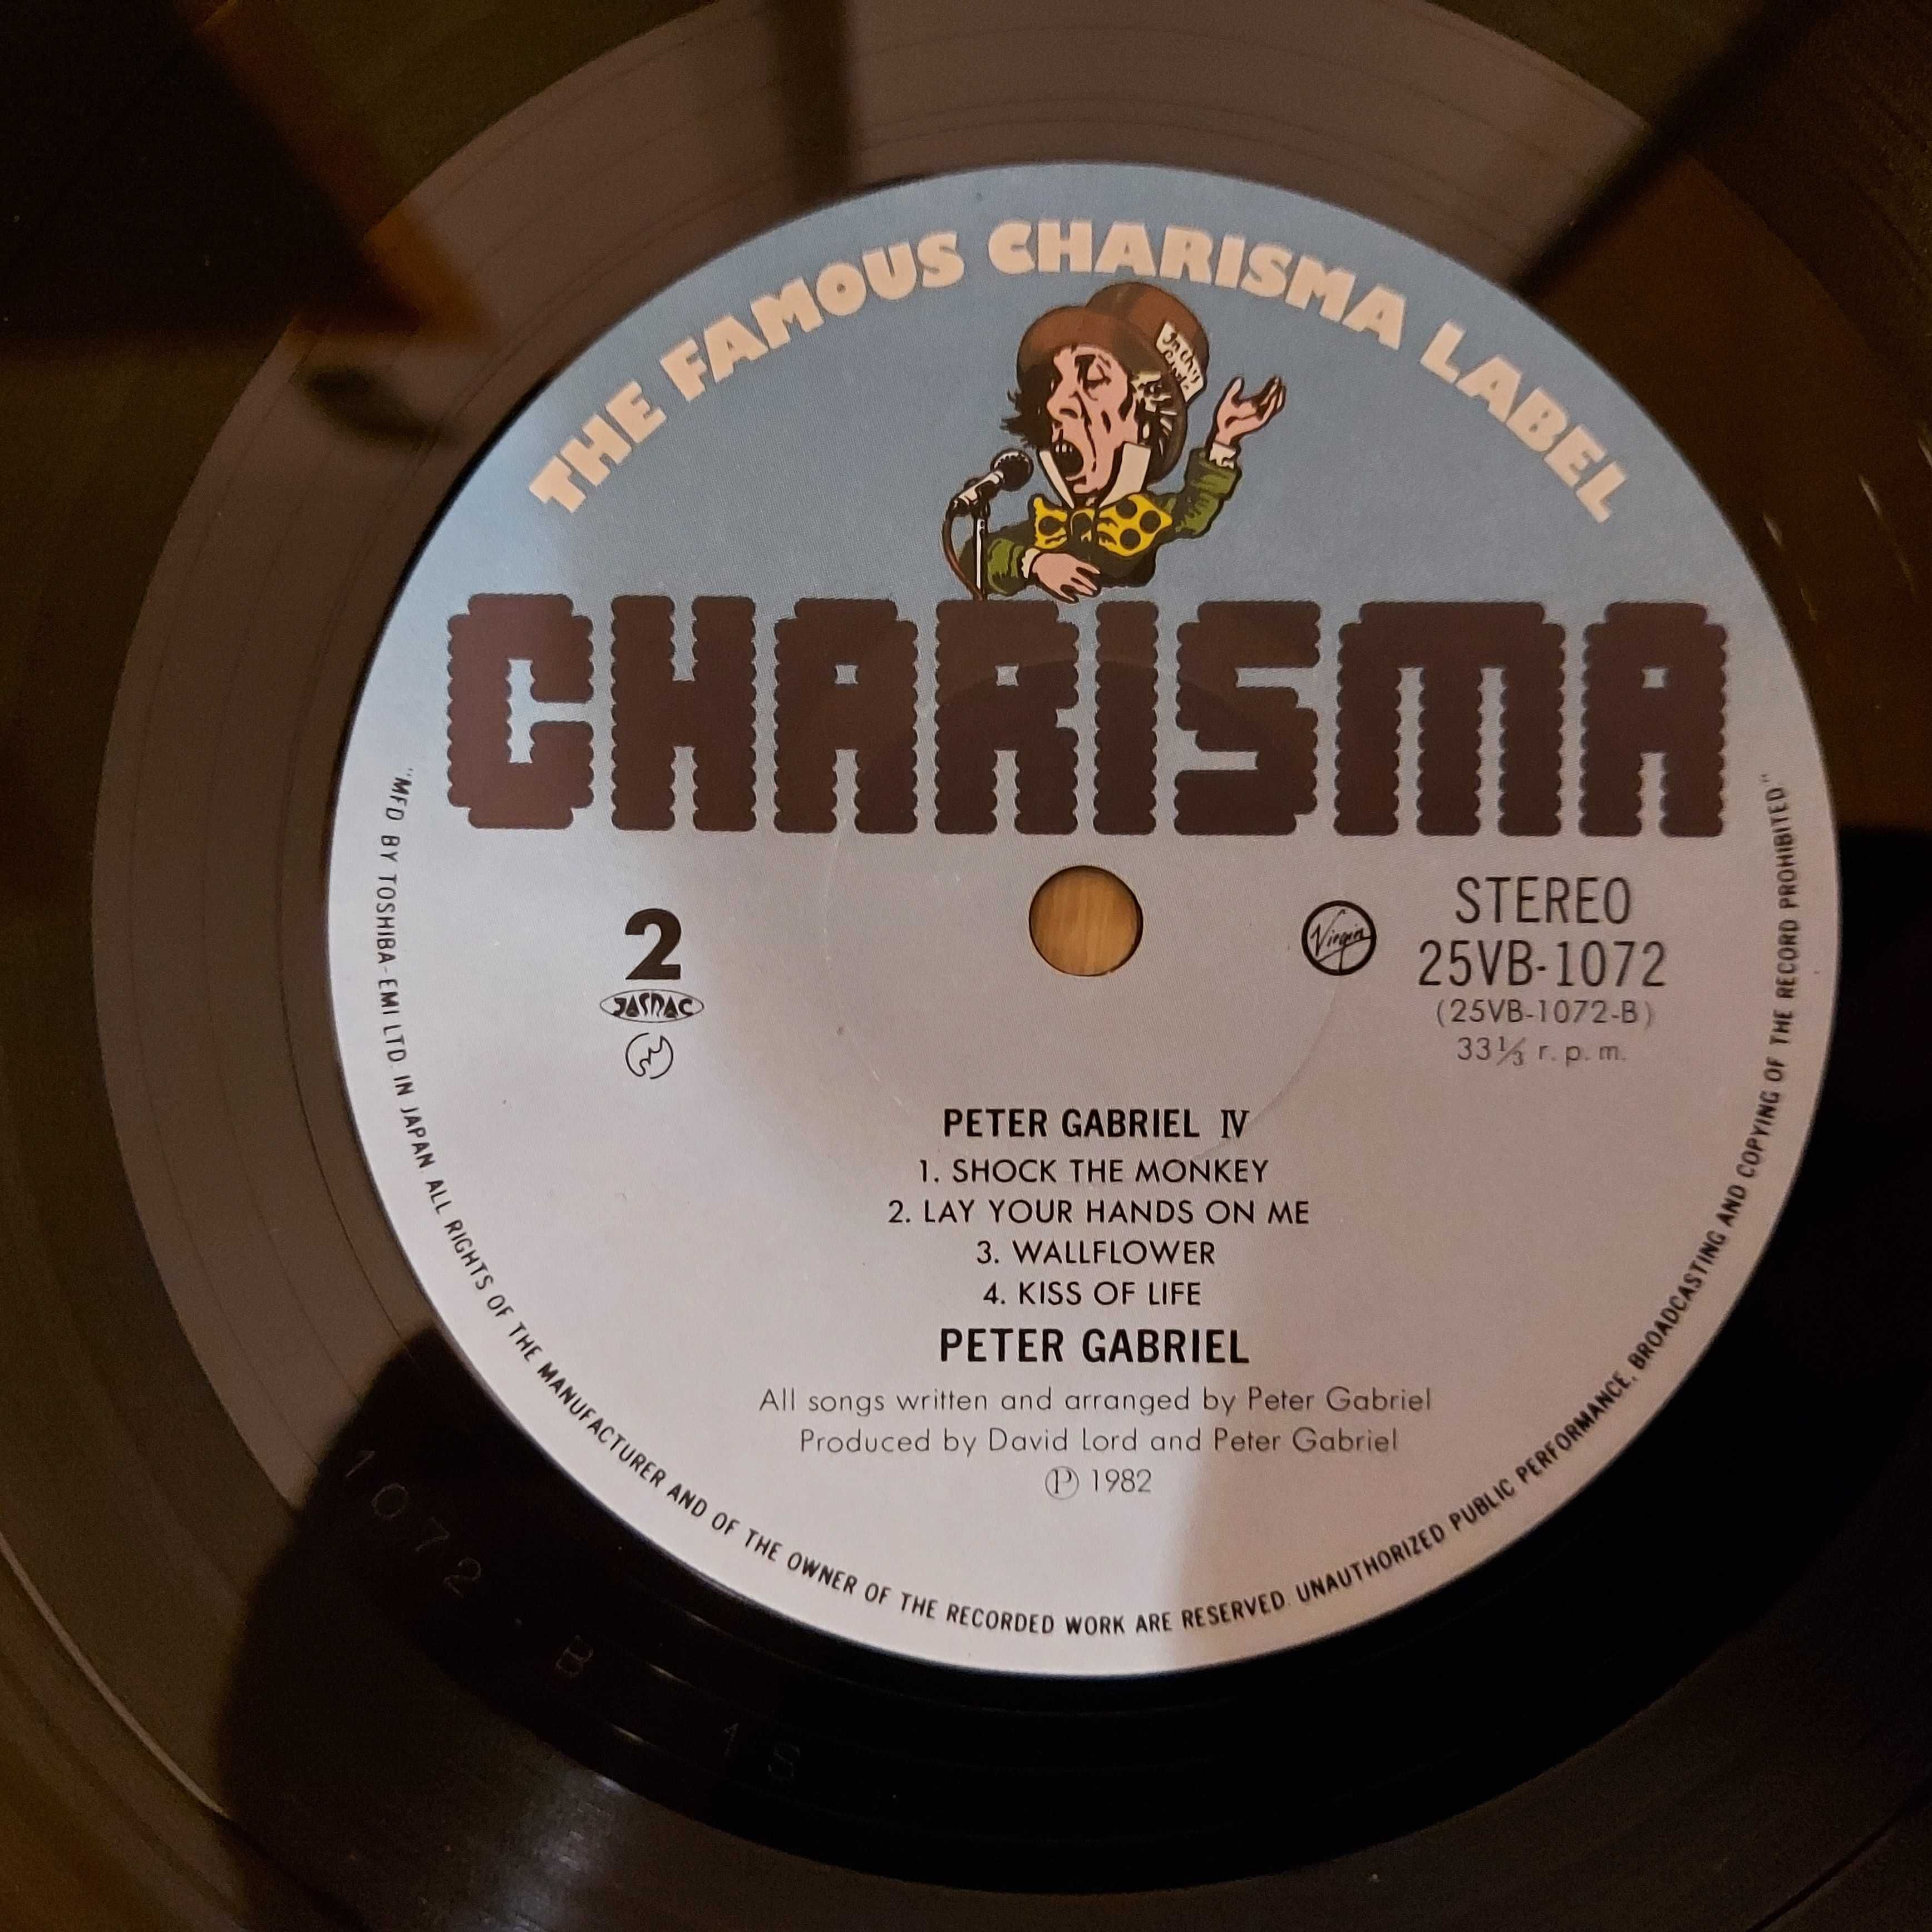 THE FAMOUS CHARISMA LABEL
CHARISMA
2
JASRAC
Virgin
STEREO
25VB-1072
(25VB-1072-B)
33⅓ r.p.m.
PETER GABRIEL IV
1. SHOCK THE MONKEY
2. LAY YOUR HANDS ON ME
3. WALLFLOWER
4. KISS OF LIFE
PETER GABRIEL
All songs written and arranged by Peter Gabriel
Produced by David Lord and Peter Gabriel
Ⓟ 1982
"MFD BY TOSHIBA-EMI LTD. IN JAPAN. ALL RIGHTS OF THE MANUFACTURER AND OF THE OWNER OF THE RECORDED WORK ARE RESERVED. UNAUTHORIZED PUBLIC PERFORMANCE, BROADCASTING AND COPYING OF THE RECORD PROHIBITED"
1072-B 1S